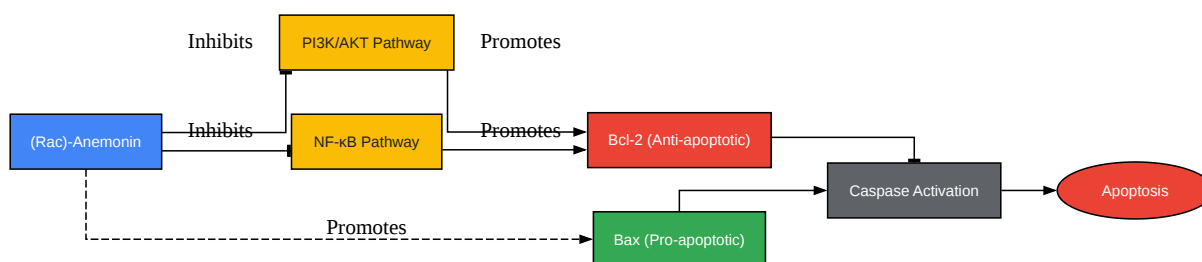 Inhibits
PI3K/AKT Pathway
Promotes
(Rac)-Anemonin
Inhibits
NF-κB Pathway
Promotes
Bcl-2 (Anti-apoptotic)
Caspase Activation
Apoptosis
Promotes
Bax (Pro-apoptotic)